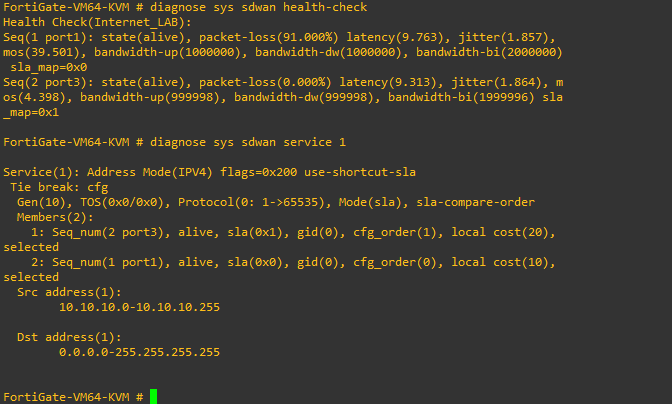 FortiGate-VM64-KVM # diagnose sys sdwan health-check
Health Check(Internet_LAB):
Seq(1 port1): state(alive), packet-loss(91.000%) latency(9.763), jitter(1.857),
mos(39.501), bandwidth-up(1000000), bandwidth-dw(1000000), bandwidth-bi(2000000)
 sla_map=0x0
Seq(2 port3): state(alive), packet-loss(0.000%) latency(9.313), jitter(1.864), m
os(4.398), bandwidth-up(999998), bandwidth-dw(999998), bandwidth-bi(1999996) sla
_map=0x1
FortiGate-VM64-KVM # diagnose sys sdwan service 1
Service(1): Address Mode(IPV4) flags=0x200 use-shortcut-sla
 Tie break: cfg
  Gen(10), TOS(0x0/0x0), Protocol(0: 1->65535), Mode(sla), sla-compare-order
  Members(2):
    1: Seq_num(2 port3), alive, sla(0x1), gid(0), cfg_order(1), local cost(20),
selected
    2: Seq_num(1 port1), alive, sla(0x0), gid(0), cfg_order(0), local cost(10),
selected
  Src address(1):
        10.10.10.0-10.10.10.255
  Dst address(1):
        0.0.0.0-255.255.255.255
FortiGate-VM64-KVM #